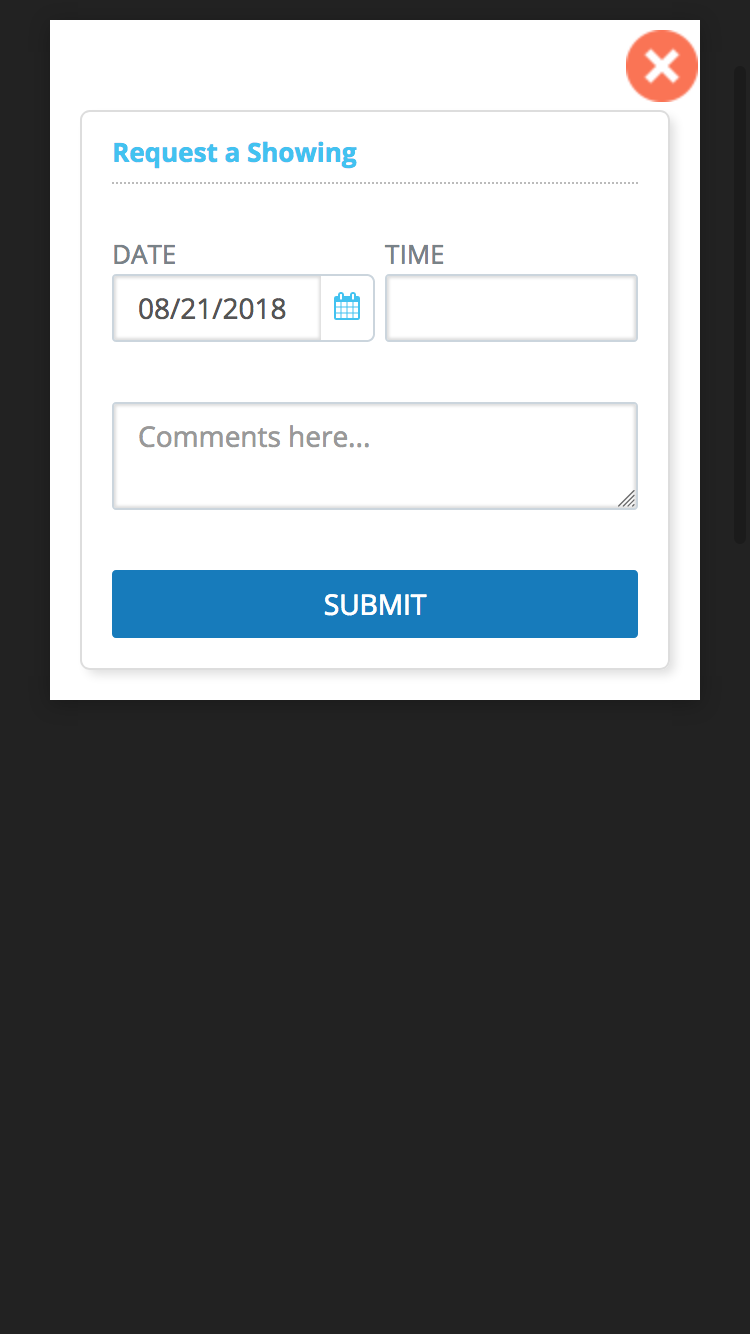 Request a Showing
DATE
TIME
08/21/2018
Comments here...
SUBMIT